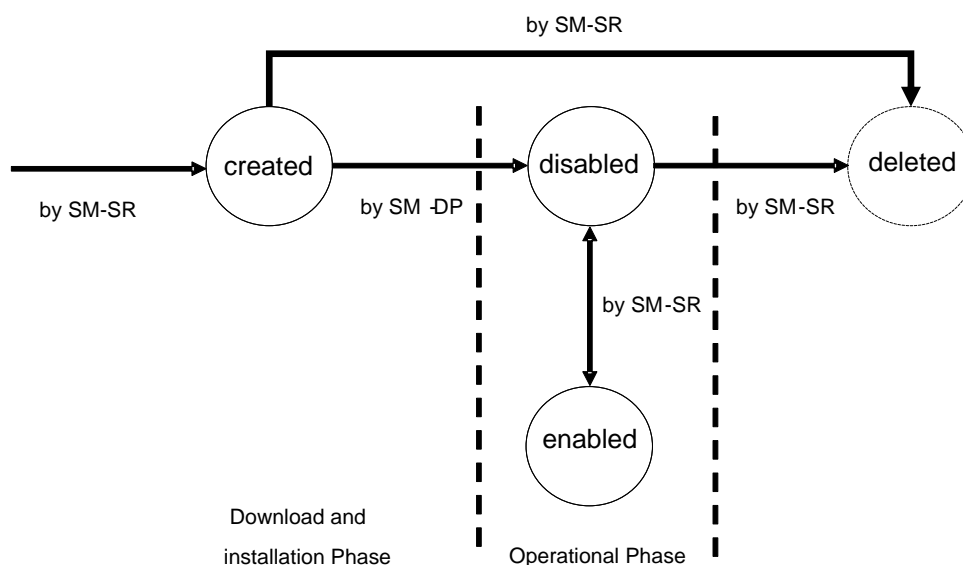 by SM-SR
created
disabled
deleted
by SM-SR
by SM -DP
by SM-SR
by SM-SR
enabled
Download and
installation Phase
Operational Phase